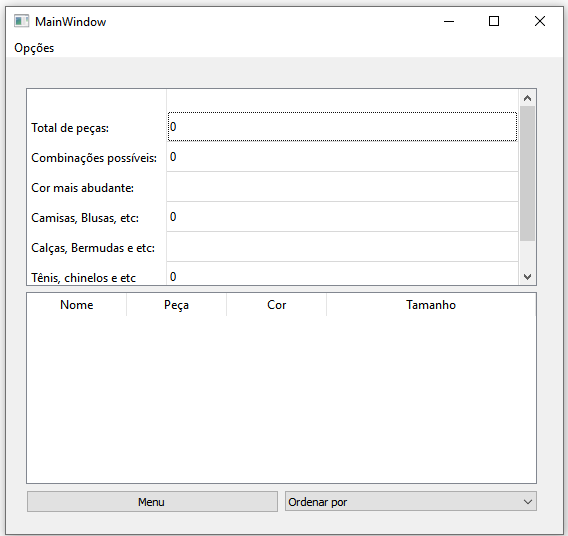 MainWindow
Opções
Total de peças: 0
Combinações possíveis: 0
Cor mais abudante:
Camisas, Blusas, etc: 0
Calças, Bermudas e etc:
Tênis, chinelos e etc 0
Nome Peça Cor Tamanho
Menu Ordenar por